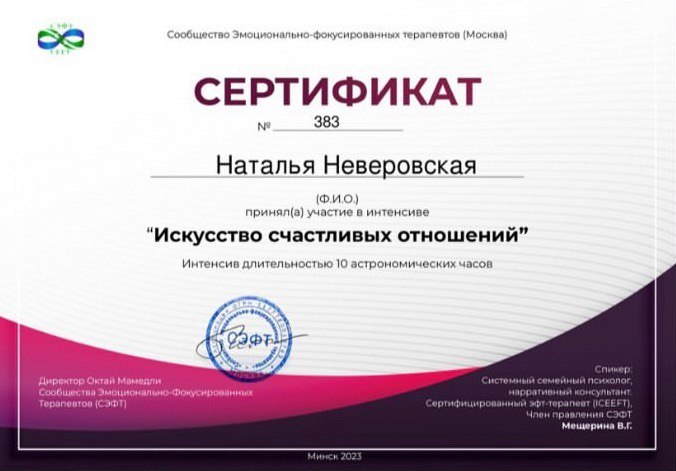 СЭФТ
CEFT
Сообщество Эмоционально-фокусированных терапевтов (Москва)
СЕРТИФИКАТ
№ 383
Наталья Неверовская
(Ф.И.О.)
принял(а) участие в интенсиве
“Искусство счастливых отношений”
Интенсив длительностью 10 астрономических часов
СЭФТ
Директор Октай Мамедли
Сообщества Эмоционально-Фокусированных
Терапевтов (СЭФТ)
Спикер:
Системный семейный психолог,
нарративный консультант,
Сертифицированный эфт-терапевт (ICEEFT),
Член правления СЭФТ
Мещерина В.Г.
Минск 2023